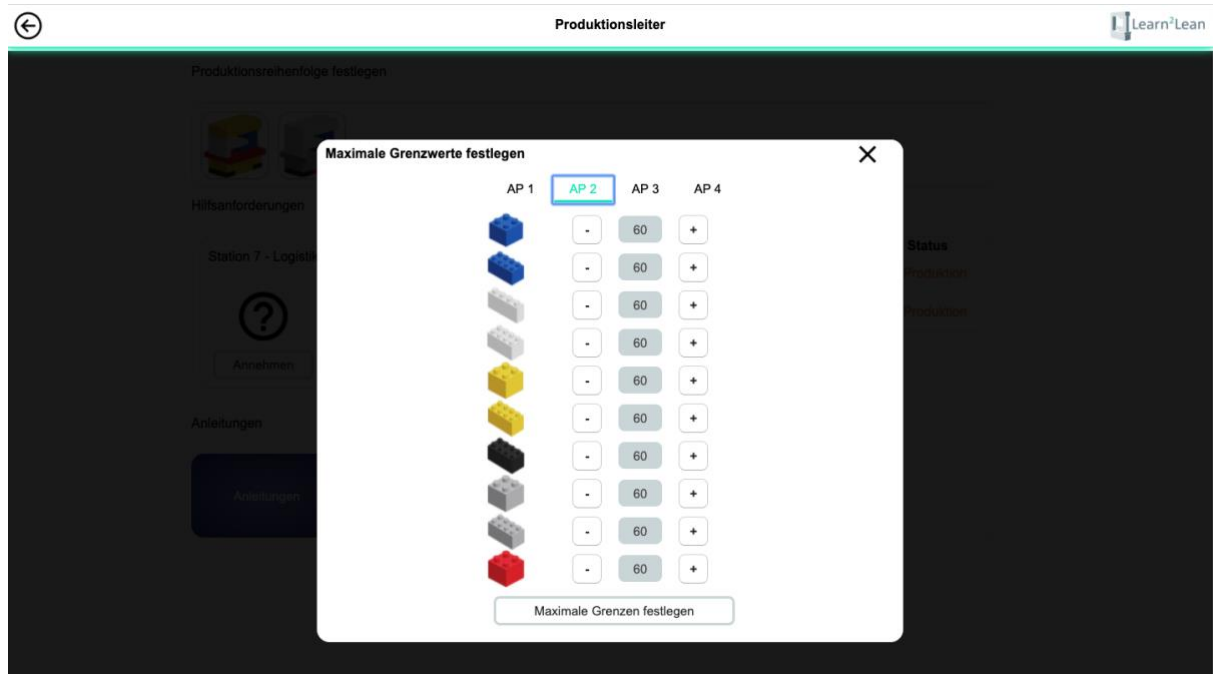 Produktionsleiter
Learn²Lean
Produktionsreihenfolge festlegen
Maximale Grenzwerte festlegen
AP 1 AP 2 AP 3 AP 4
Hilfsanforderungen
- 60 +
Status
Station 7 - Logistik
- 60 +
Produktion
- 60 +
Produktion
- 60 +
Annehmen
- 60 +
- 60 +
Anleitungen
- 60 +
- 60 +
Anleitungen
- 60 +
- 60 +
Maximale Grenzen festlegen